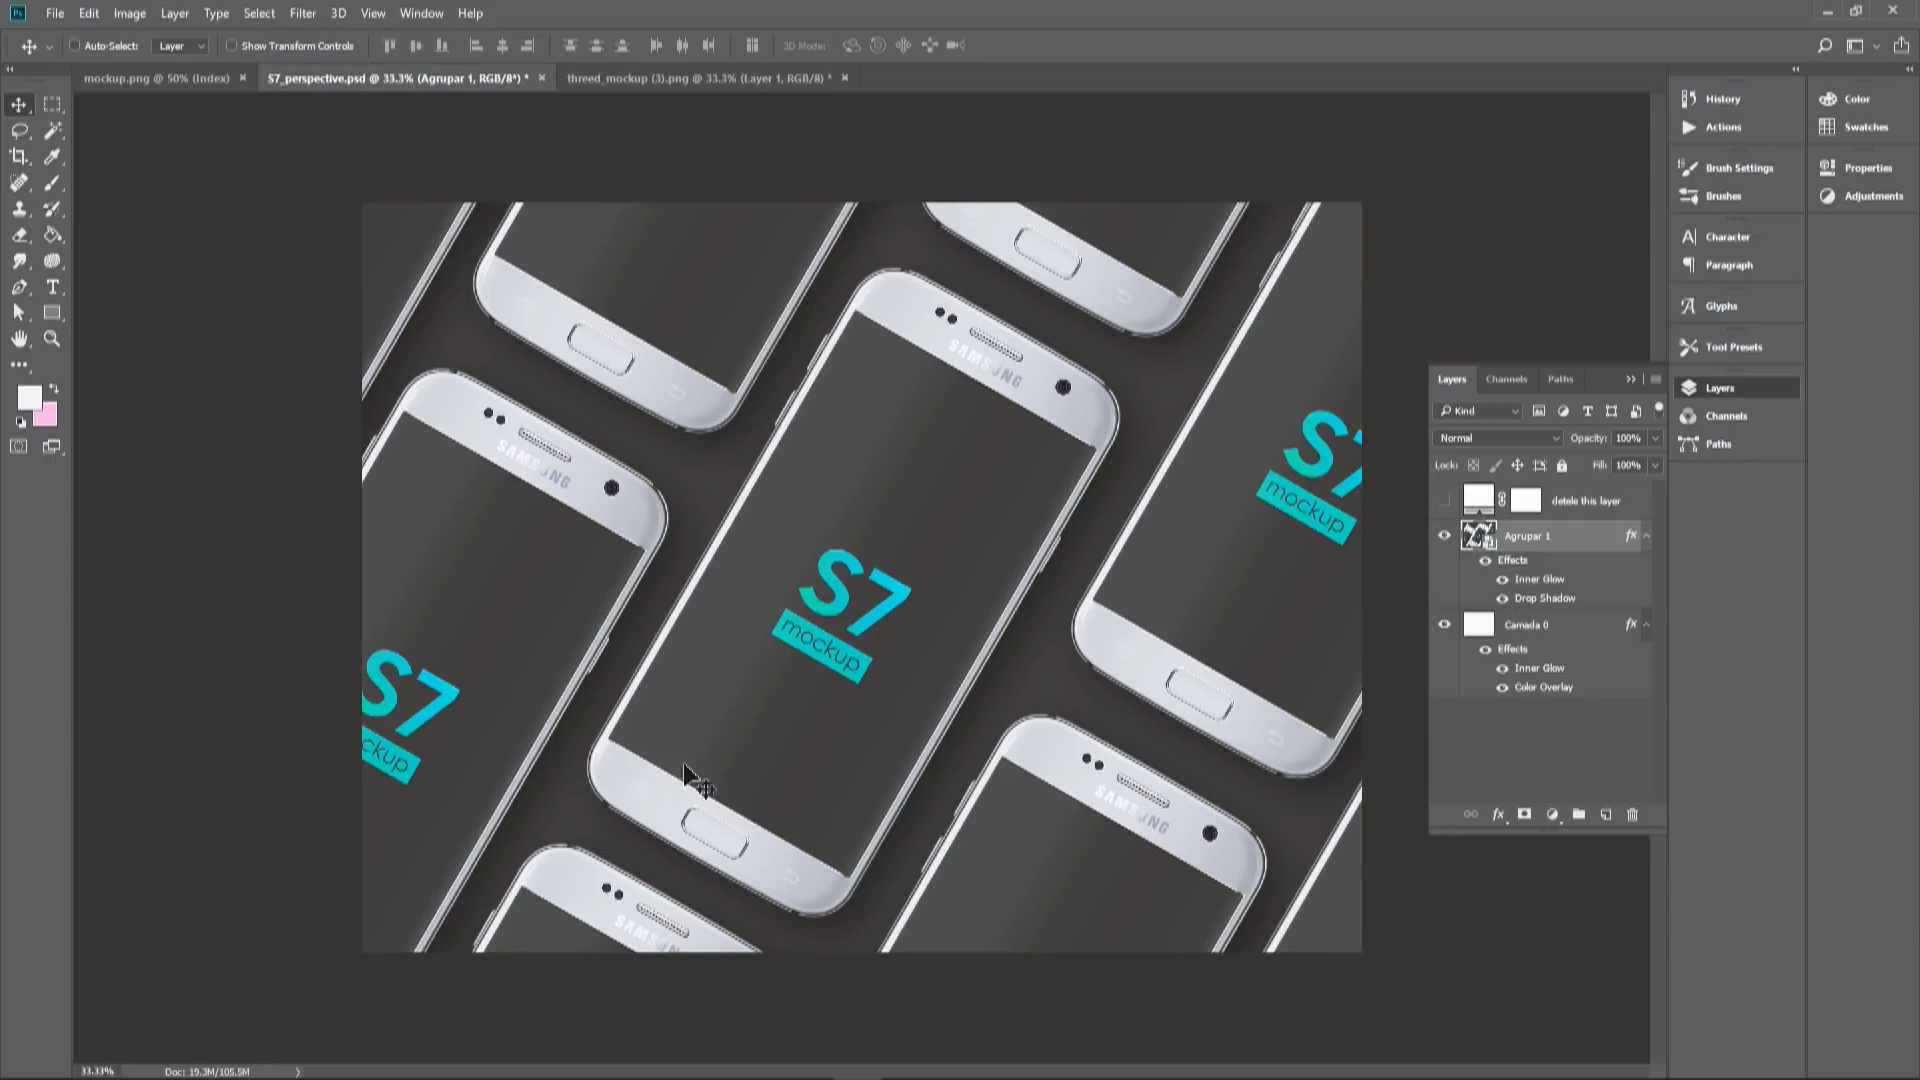 Ps File Edit Image Layer Type Select Filter 3D View Window Help
Auto-Select: Layer Show Transform Controls 3D Mode:
mockup.png @ 50% (Index) × S7_perspective.psd @ 33.3% (Agrupar 1, RGB/8*) * × threed_mockup (3).png @ 33.3% (Layer 1, RGB/8) * ×
History
Actions
Brush Settings
Brushes
Character
Paragraph
Glyphs
Tool Presets
Layers
Channels
Paths
Color
Swatches
Properties
Adjustments
SAMSUNG
SAMSUNG
S7
mockup
S7
mockup
S7
ckup
SAMSUNG
Layers Channels Paths
Kind
Normal Opacity: 100%
Lock: Fill: 100%
detele this layer
Agrupar 1 fx
Effects
Inner Glow
Drop Shadow
Camada 0 fx
Effects
Inner Glow
Color Overlay
fx
33.33% Doc: 19.3M/105.5M